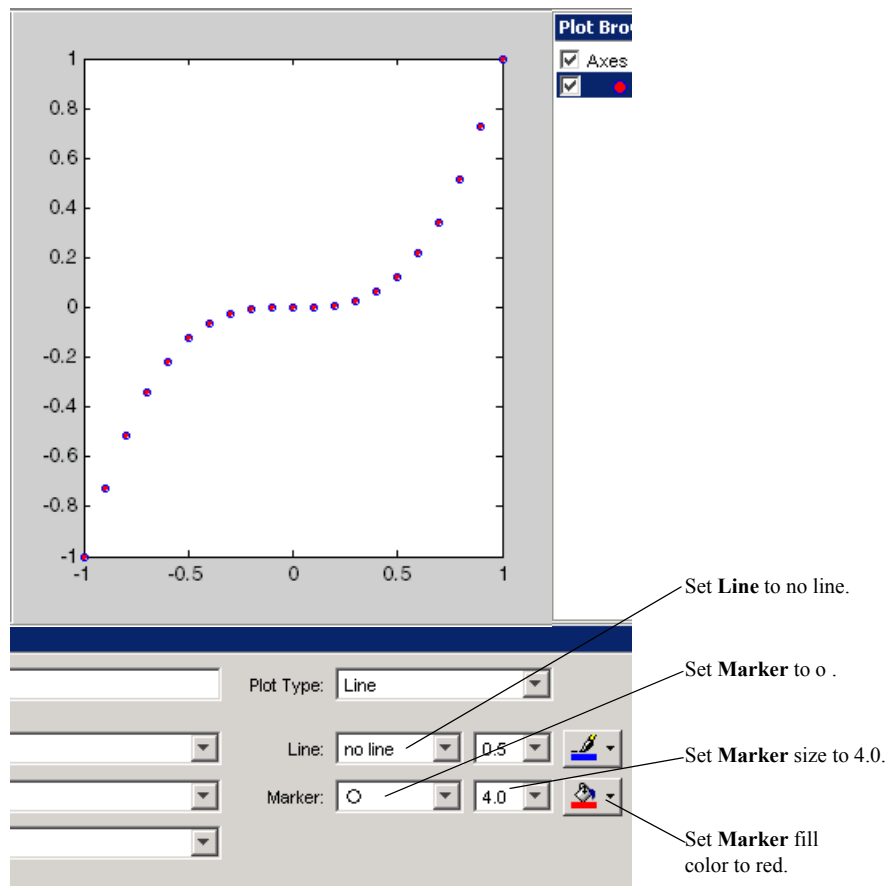 Plot Bro
Axes
1
0.8
0.6
0.4
0.2
0
-0.2
-0.4
-0.6
-0.8
-1
-1 -0.5 0 0.5 1
Set Line to no line.
Set Marker to o .
Plot Type: Line
Line: no line 0.5
Set Marker size to 4.0.
Marker: O 4.0
Set Marker fill
color to red.